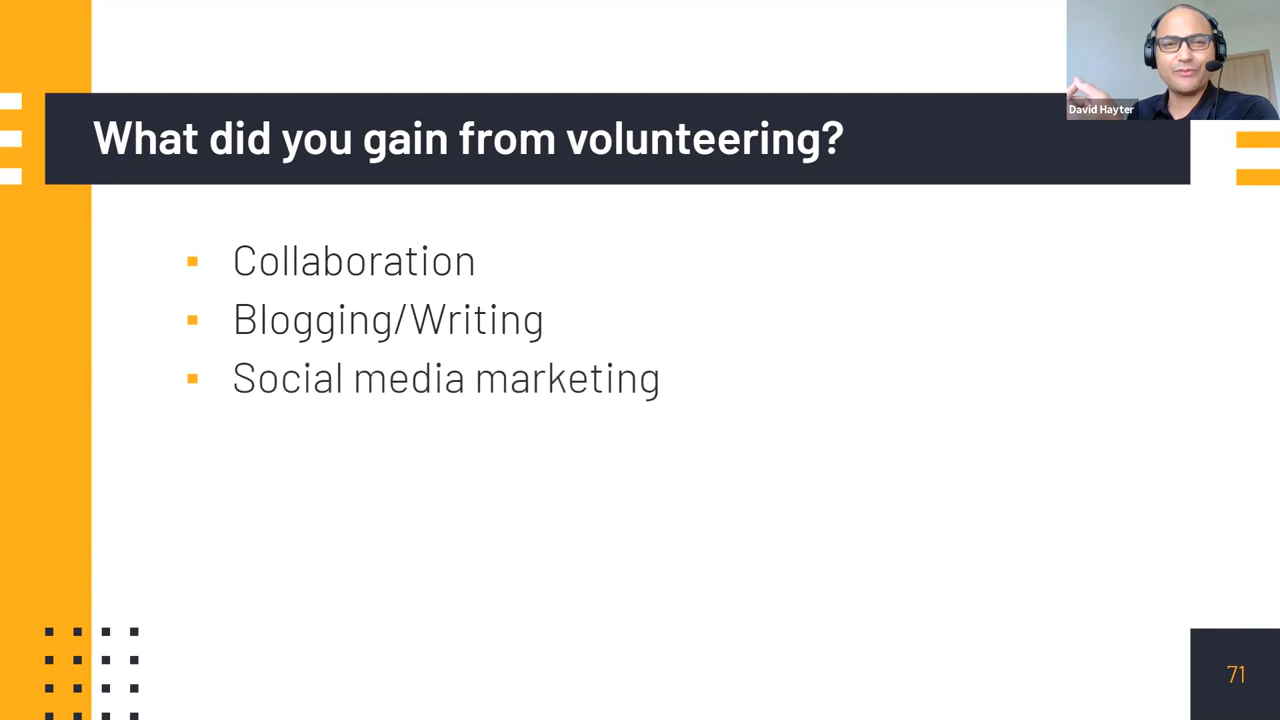 David Hayter
What did you gain from volunteering?
Collaboration
Blogging/Writing
Social media marketing
71